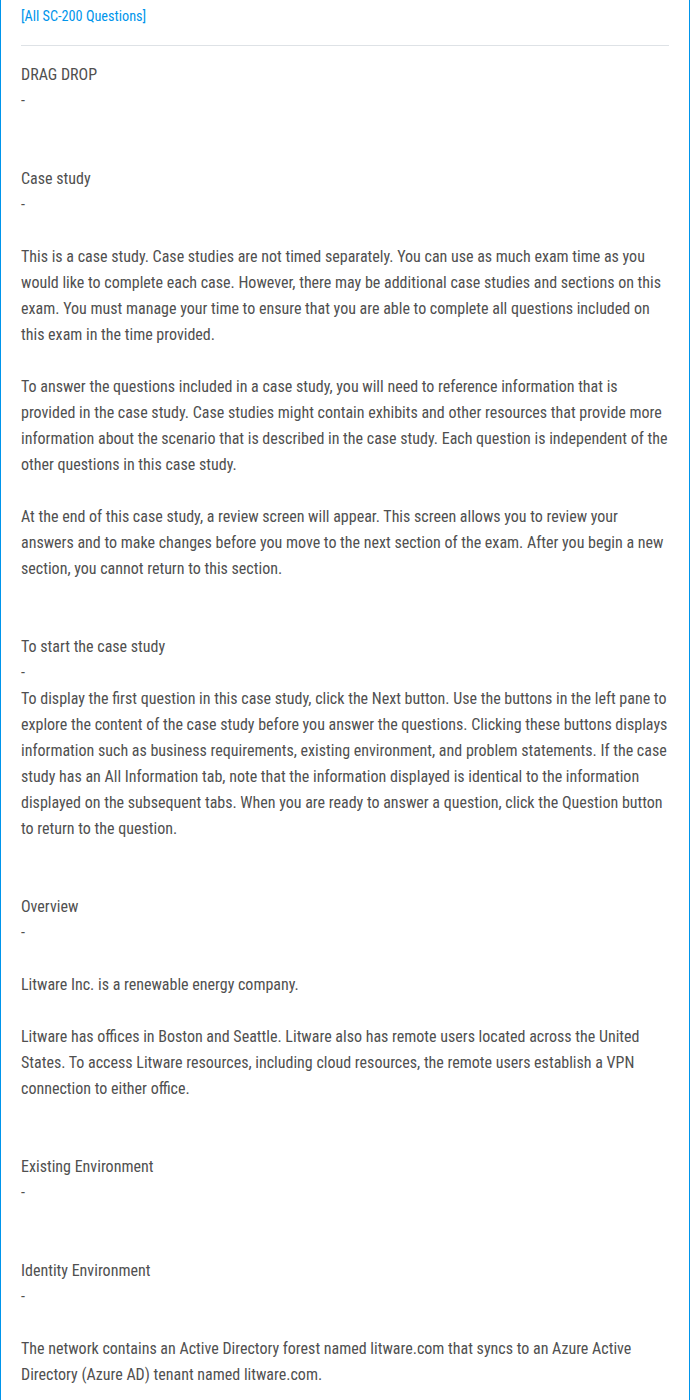 [All SC-200 Questions]
DRAG DROP
-
Case study
-
This is a case study. Case studies are not timed separately. You can use as much exam time as you
would like to complete each case. However, there may be additional case studies and sections on this
exam. You must manage your time to ensure that you are able to complete all questions included on
this exam in the time provided.
To answer the questions included in a case study, you will need to reference information that is
provided in the case study. Case studies might contain exhibits and other resources that provide more
information about the scenario that is described in the case study. Each question is independent of the
other questions in this case study.
At the end of this case study, a review screen will appear. This screen allows you to review your
answers and to make changes before you move to the next section of the exam. After you begin a new
section, you cannot return to this section.
To start the case study
-
To display the first question in this case study, click the Next button. Use the buttons in the left pane to
explore the content of the case study before you answer the questions. Clicking these buttons displays
information such as business requirements, existing environment, and problem statements. If the case
study has an All Information tab, note that the information displayed is identical to the information
displayed on the subsequent tabs. When you are ready to answer a question, click the Question button
to return to the question.
Overview
-
Litware Inc. is a renewable energy company.
Litware has offices in Boston and Seattle. Litware also has remote users located across the United
States. To access Litware resources, including cloud resources, the remote users establish a VPN
connection to either office.
Existing Environment
-
Identity Environment
-
The network contains an Active Directory forest named litware.com that syncs to an Azure Active
Directory (Azure AD) tenant named litware.com.